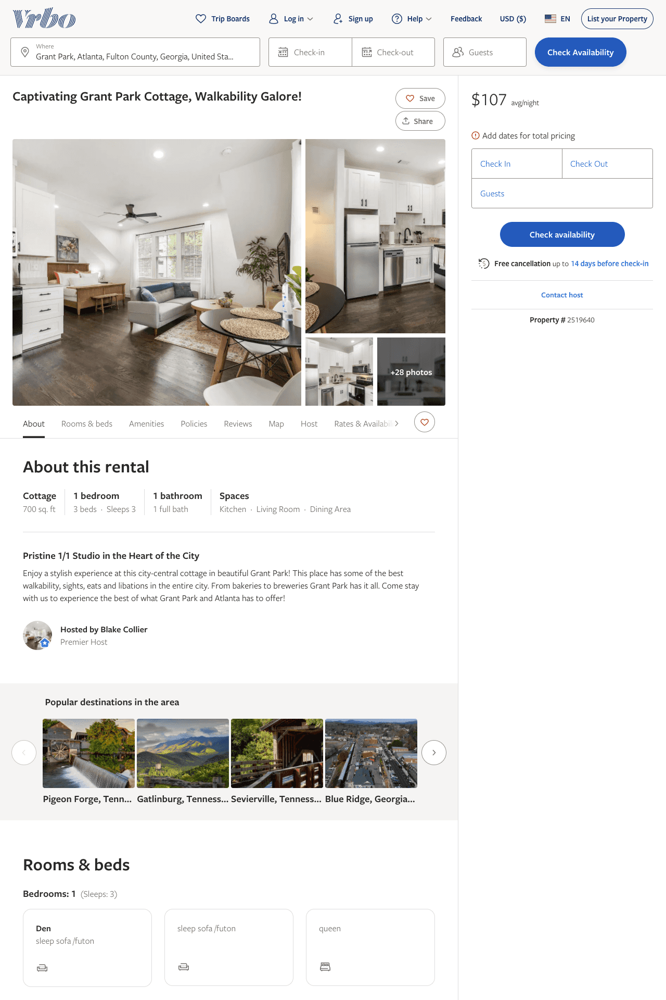 Vrbo
Trip Boards
Log in
Sign up
Help
Feedback
USD ($)
EN
List your Property
Where
Grant Park, Atlanta, Fulton County, Georgia, United Sta...
Check-in
Check-out
Guests
Check Availability
Captivating Grant Park Cottage, Walkability Galore!
Save
Share
$107 avg/night
Add dates for total pricing
Check In
Check Out
Guests
Check availability
Free cancellation up to 14 days before check-in
Contact host
Property # 2519640
+28 photos
About
Rooms & beds
Amenities
Policies
Reviews
Map
Host
Rates & Availabili
About this rental
Cottage
700 sq. ft
1 bedroom
3 beds · Sleeps 3
1 bathroom
1 full bath
Spaces
Kitchen · Living Room · Dining Area
Pristine 1/1 Studio in the Heart of the City
Enjoy a stylish experience at this city-central cottage in beautiful Grant Park! This place has some of the best
walkability, sights, eats and libations in the entire city. From bakeries to breweries Grant Park has it all. Come stay
with us to experience the best of what Grant Park and Atlanta has to offer!
Hosted by Blake Collier
Premier Host
Popular destinations in the area
Pigeon Forge, Tenn...
Gatlinburg, Tenness...
Sevierville, Tenness...
Blue Ridge, Georgia...
Rooms & beds
Bedrooms: 1 (Sleeps: 3)
Den
sleep sofa /futon
sleep sofa /futon
queen